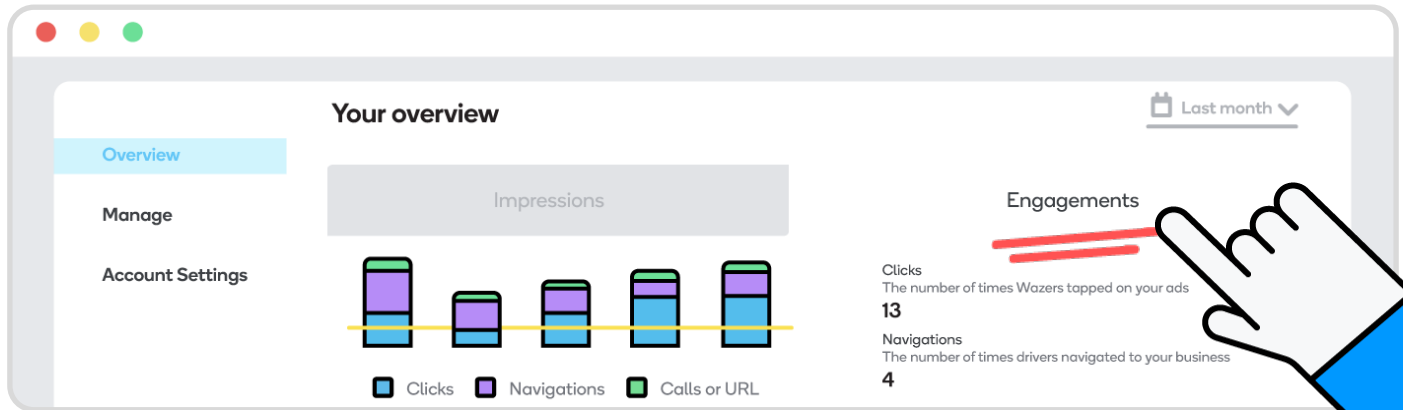 Your overview
Last month
Overview
Manage
Account Settings
Impressions
Engagements
Clicks
The number of times Wazers tapped on your ads
13
Navigations
The number of times drivers navigated to your business
4
Clicks Navigations Calls or URL